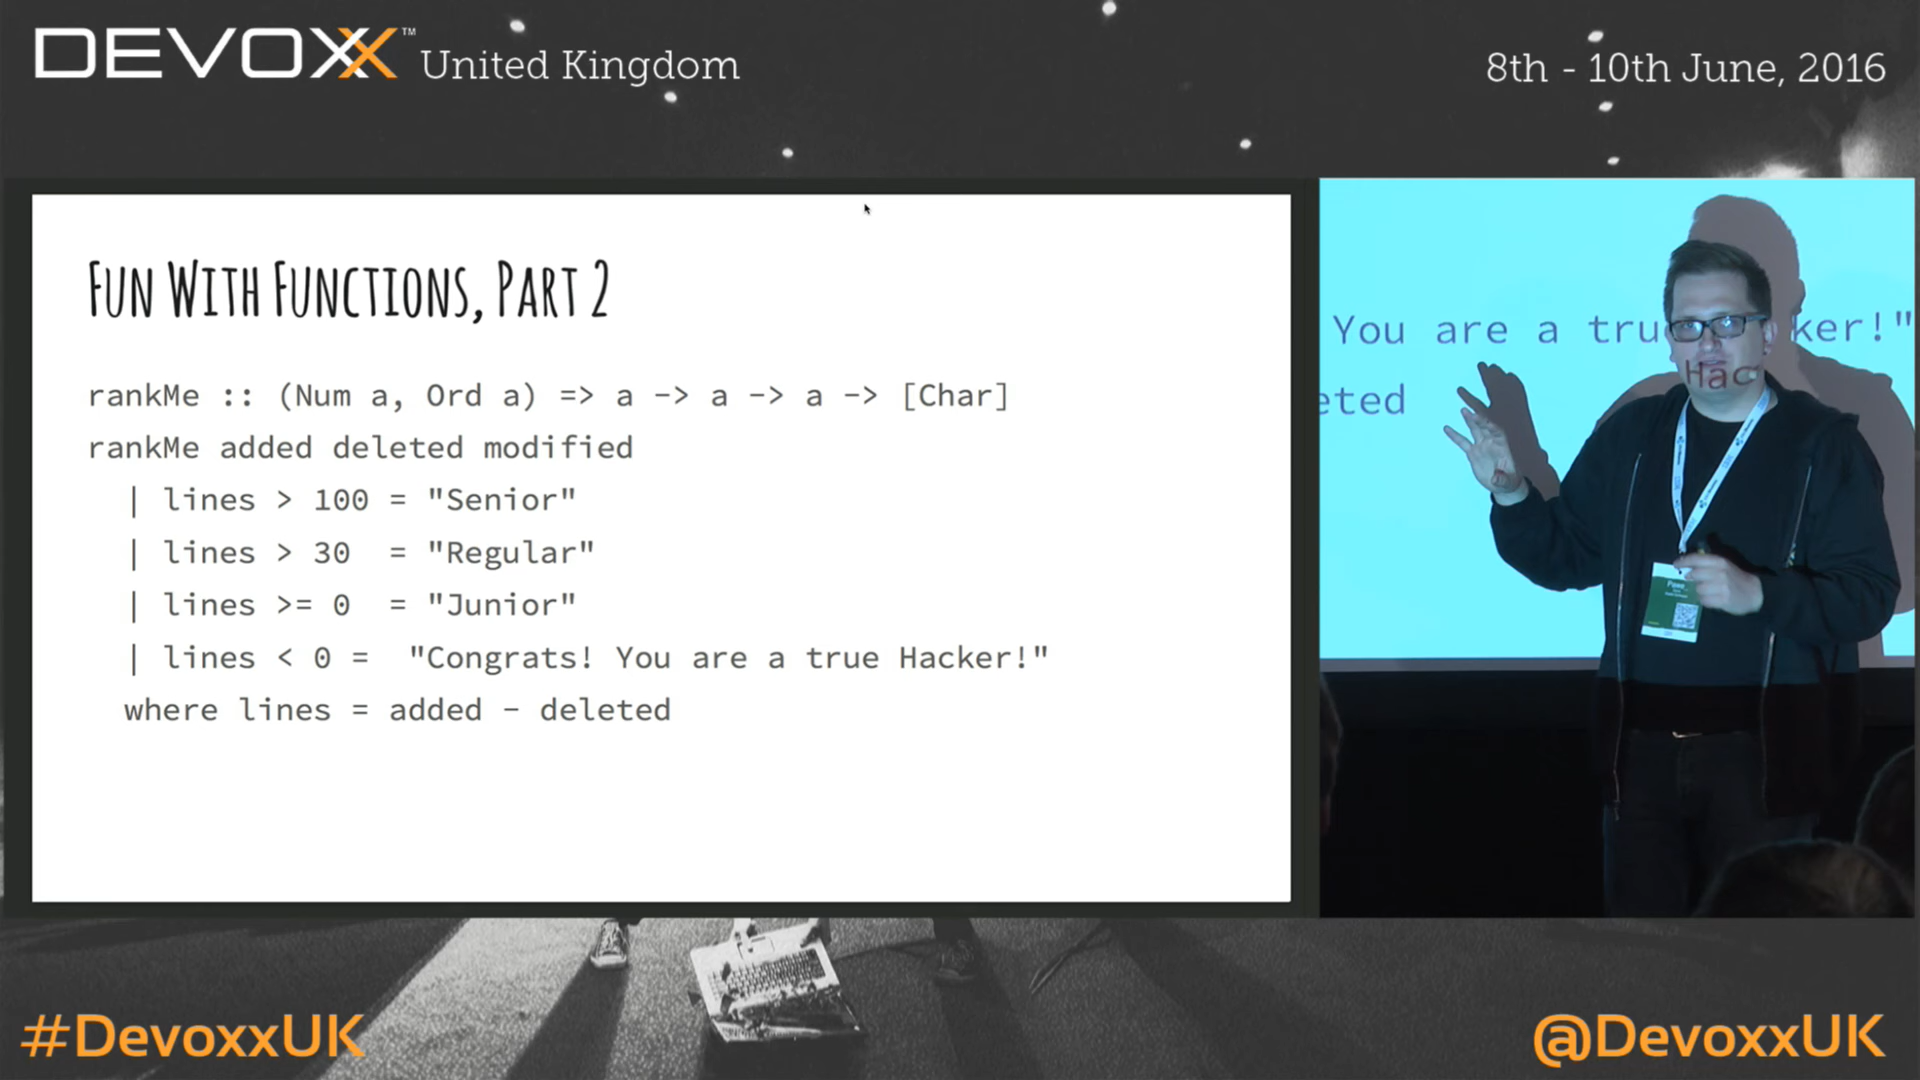 DEVOXX™ United Kingdom
8th - 10th June, 2016
FUN WITH FUNCTIONS, PART 2
rankMe :: (Num a, Ord a) => a -> a -> a -> [Char]
rankMe added deleted modified
| lines > 100 = "Senior"
| lines > 30 = "Regular"
| lines >= 0 = "Junior"
| lines < 0 = "Congrats! You are a true Hacker!"
where lines = added - deleted
You are a tru Hac ker!"
eted
#DevoxxUK
@DevoxxUK